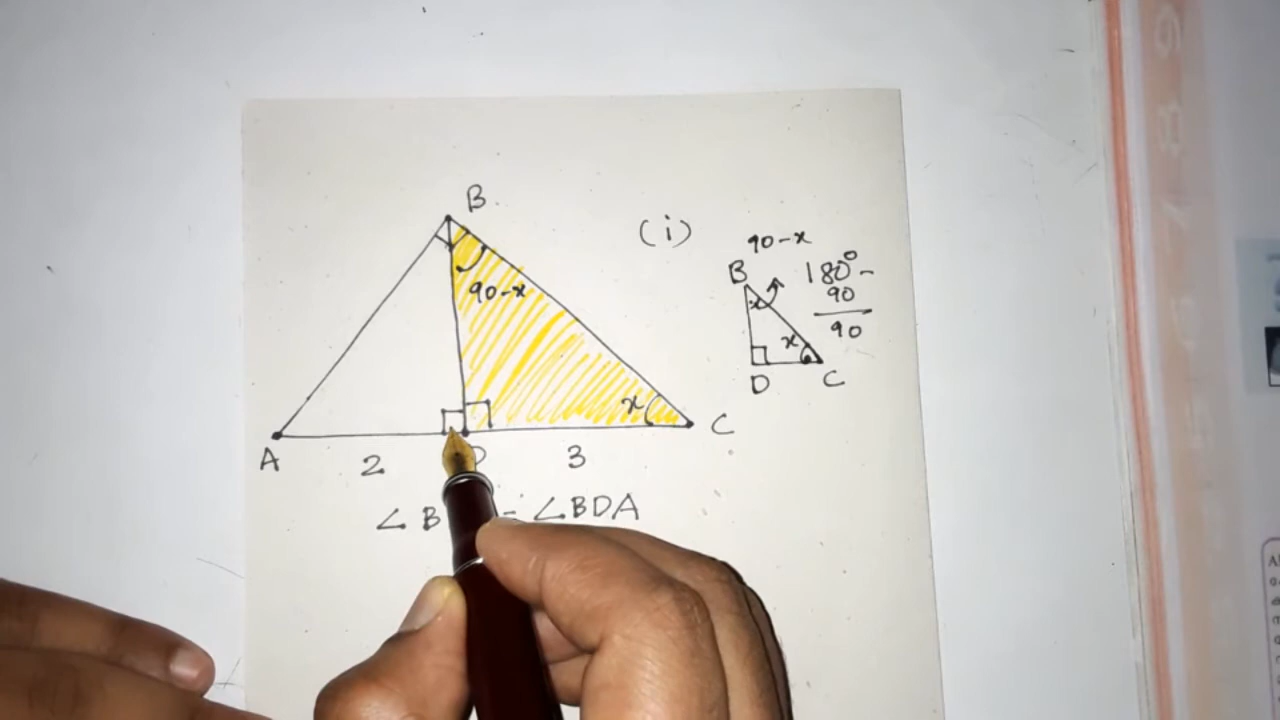 B
(i)
90-x
B
180°-
90
90
x
x
D
C
90-x
x
A
2
3
C
∠B
= ∠BDA